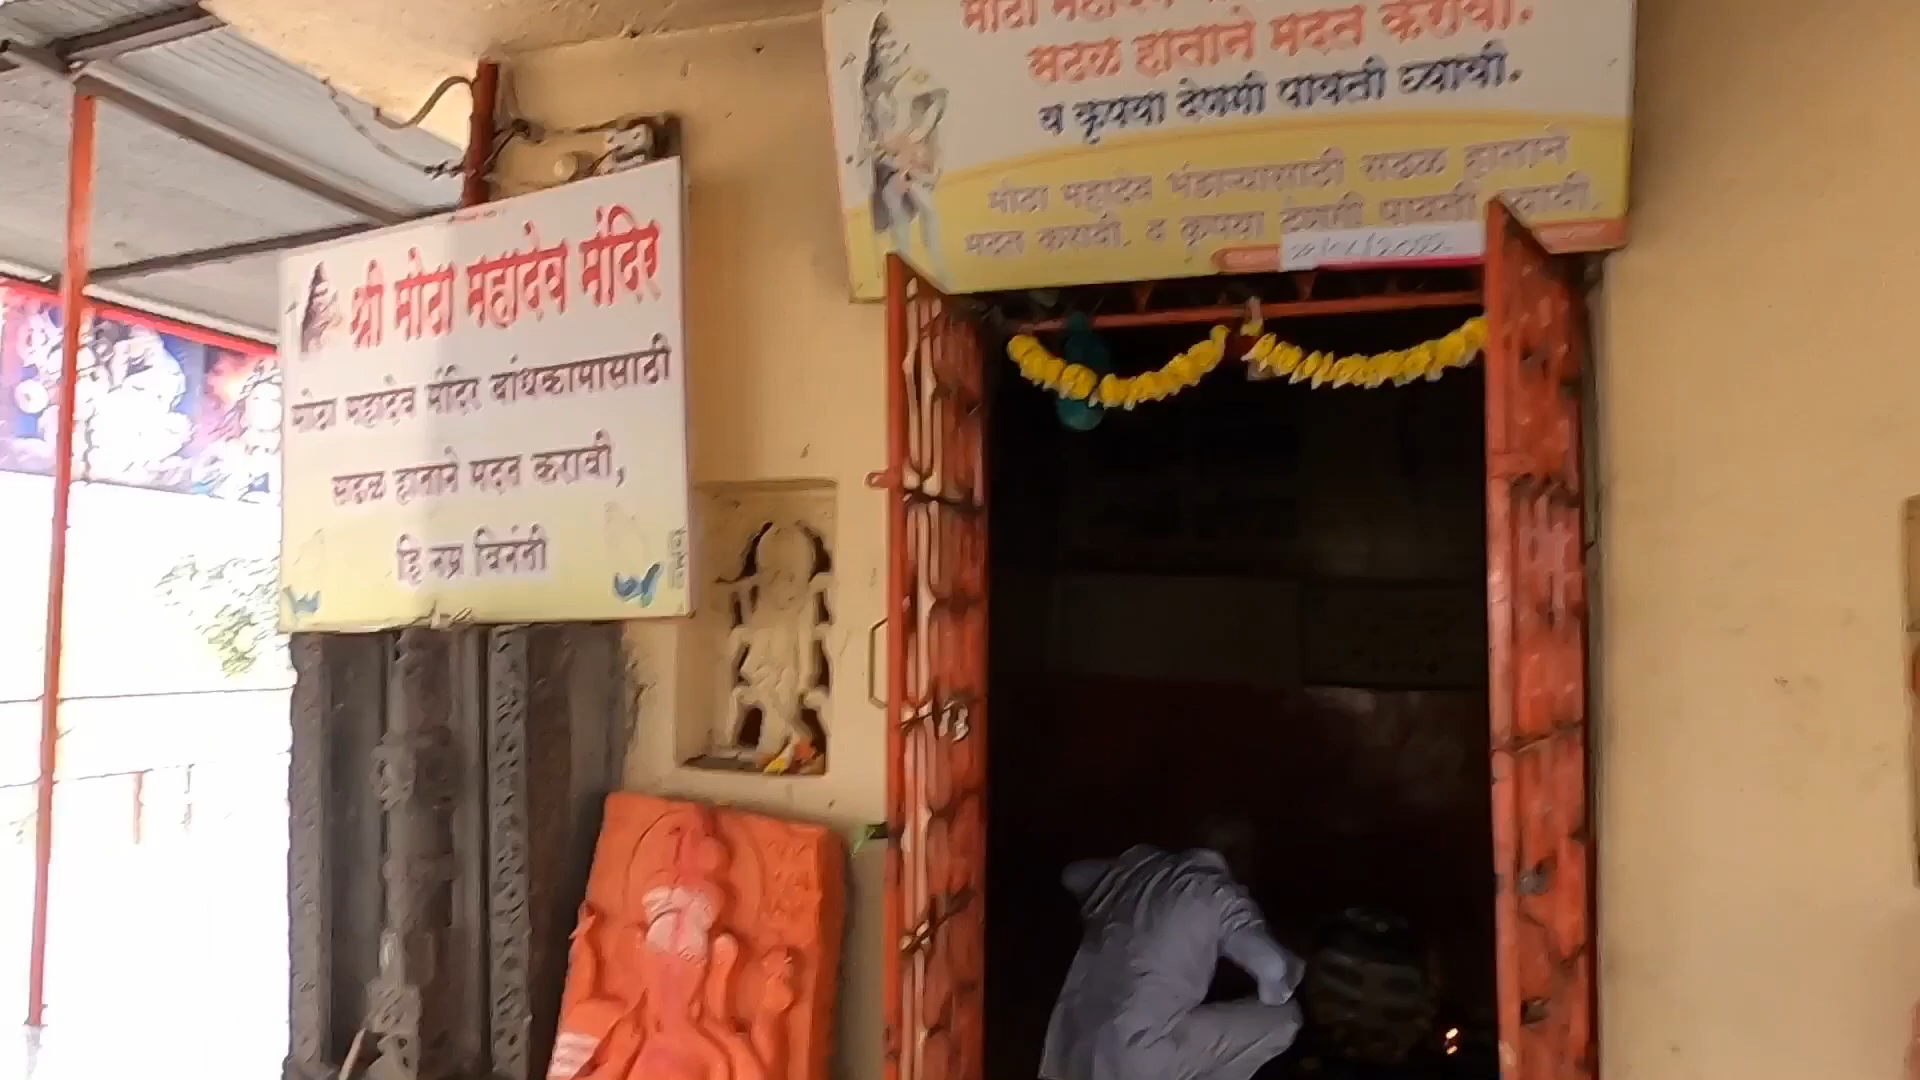 श्री मोठा महादेव मंदिर
मोठा महादेव मंदिर बांधकामासाठी
सढळ हाताने मदत करावी,
हि नम्र विनंती
मोठा महादेव
सढळ हाताने मदत करावी.
व कृपया देणगी पावती घ्यावी.
मोठा महादेव भंडाऱ्यासाठी सढळ हाताने
मदत करावी. व कृपया देणगी पावती घ्यावी.